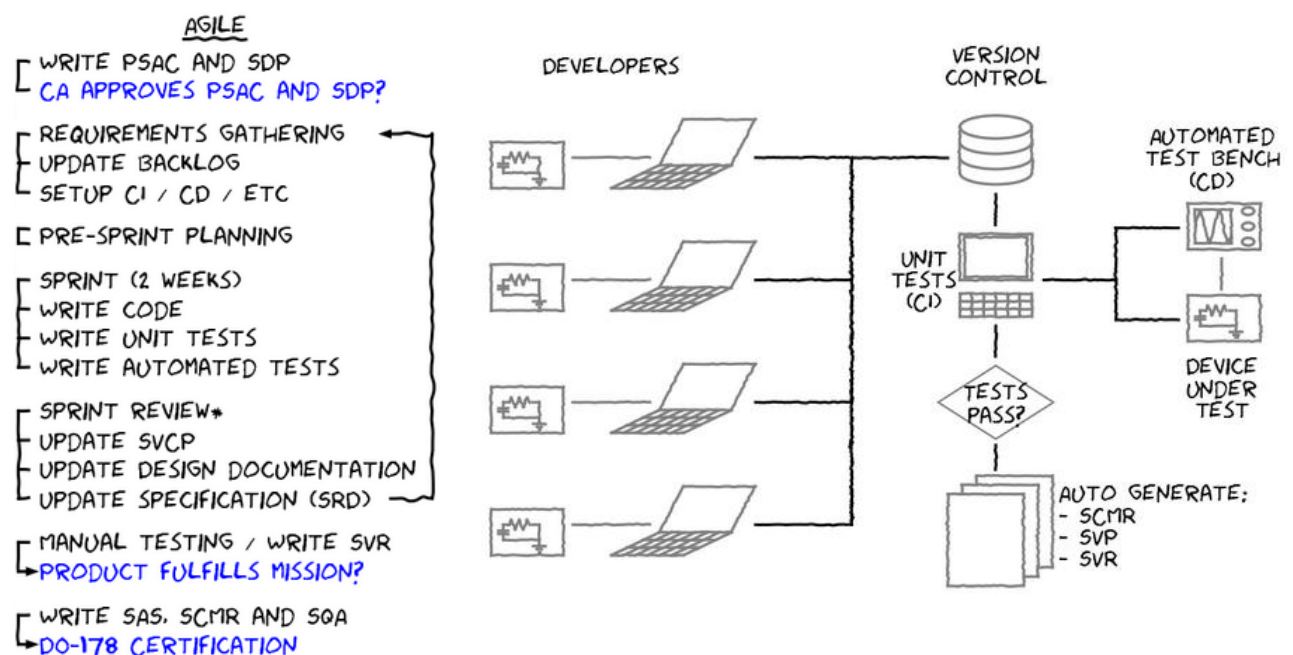 AGILE
WRITE PSAC AND SDP
CA APPROVES PSAC AND SDP?
REQUIREMENTS GATHERING
UPDATE BACKLOG
SETUP CI / CD / ETC
PRE-SPRINT PLANNING
SPRINT (2 WEEKS)
WRITE CODE
WRITE UNIT TESTS
WRITE AUTOMATED TESTS
SPRINT REVIEW*
UPDATE SVCP
UPDATE DESIGN DOCUMENTATION
UPDATE SPECIFICATION (SRD)
MANUAL TESTING / WRITE SVR
PRODUCT FULFILLS MISSION?
WRITE SAS, SCMR AND SQA
DO-178 CERTIFICATION
DEVELOPERS
VERSION
CONTROL
UNIT
TESTS
(CI)
AUTOMATED
TEST BENCH
(CD)
DEVICE
UNDER
TEST
TESTS
PASS?
AUTO GENERATE:
- SCMR
- SVP
- SVR